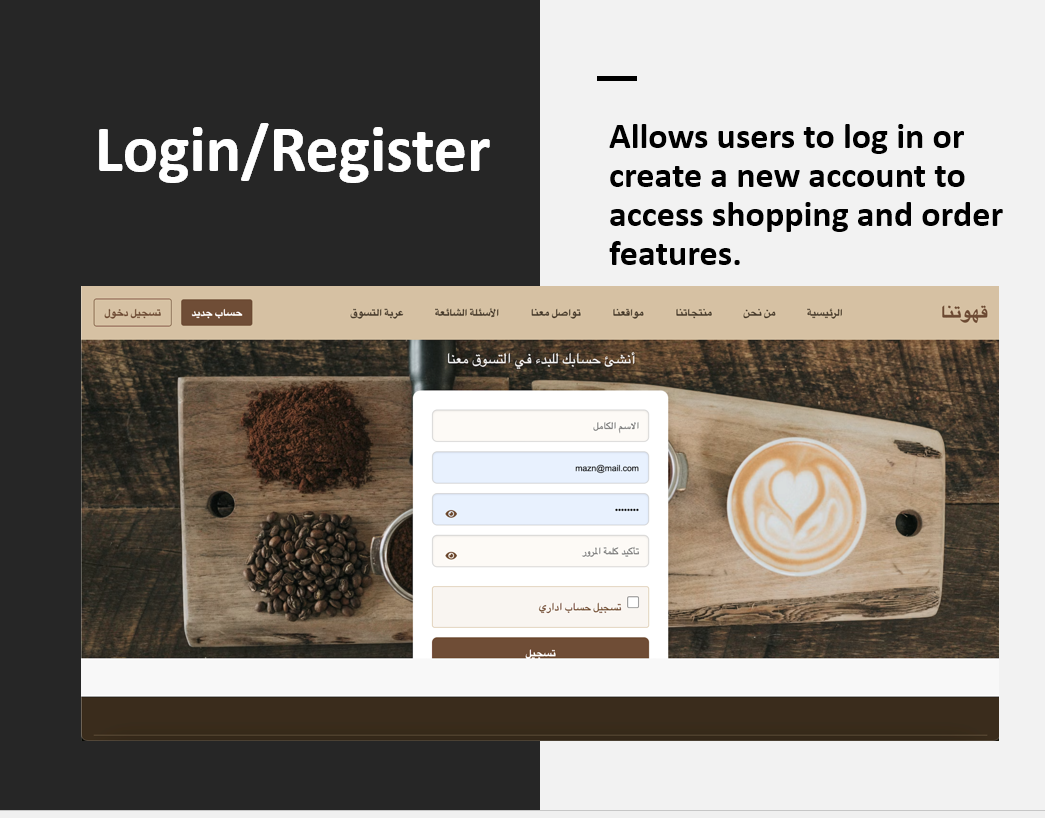 Login/Register
Allows users to log in or
create a new account to
access shopping and order
features.
قهوتنا
الرئيسية
من نحن
منتجاتنا
مواقعنا
تواصل معنا
الأسئلة الشائعة
عربة التسوق
حساب جديد
تسجيل دخول
أنشئ حسابك للبدء في التسوق معنا
الاسم الكامل
mazn@mail.com
••••••••
تاكيد كلمة المرور
تسجيل حساب اداري
تسجيل